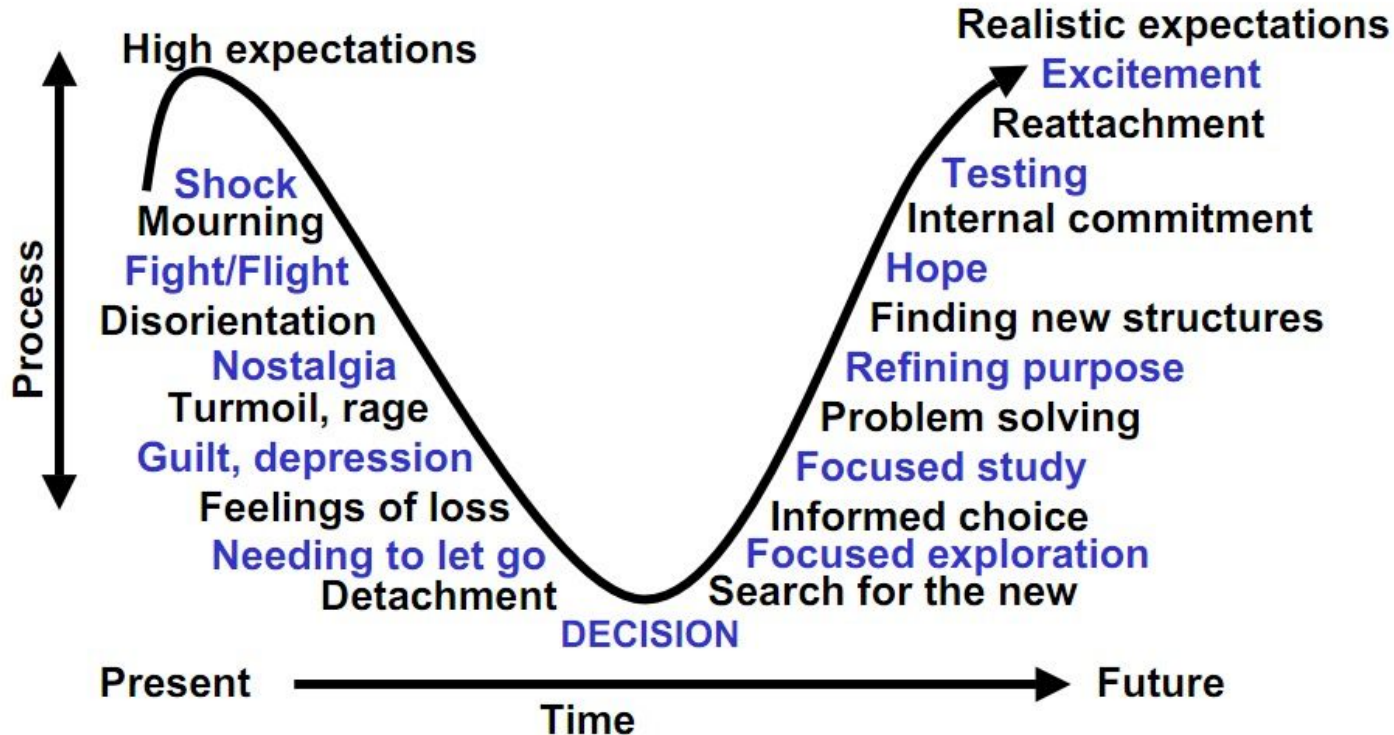 High expectations
Shock
Mourning
Fight/Flight
Disorientation
Nostalgia
Turmoil, rage
Guilt, depression
Feelings of loss
Needing to let go
Detachment
DECISION
Realistic expectations
Excitement
Reattachment
Testing
Internal commitment
Hope
Finding new structures
Refining purpose
Problem solving
Focused study
Informed choice
Focused exploration
Search for the new
Process
Present
Time
Future